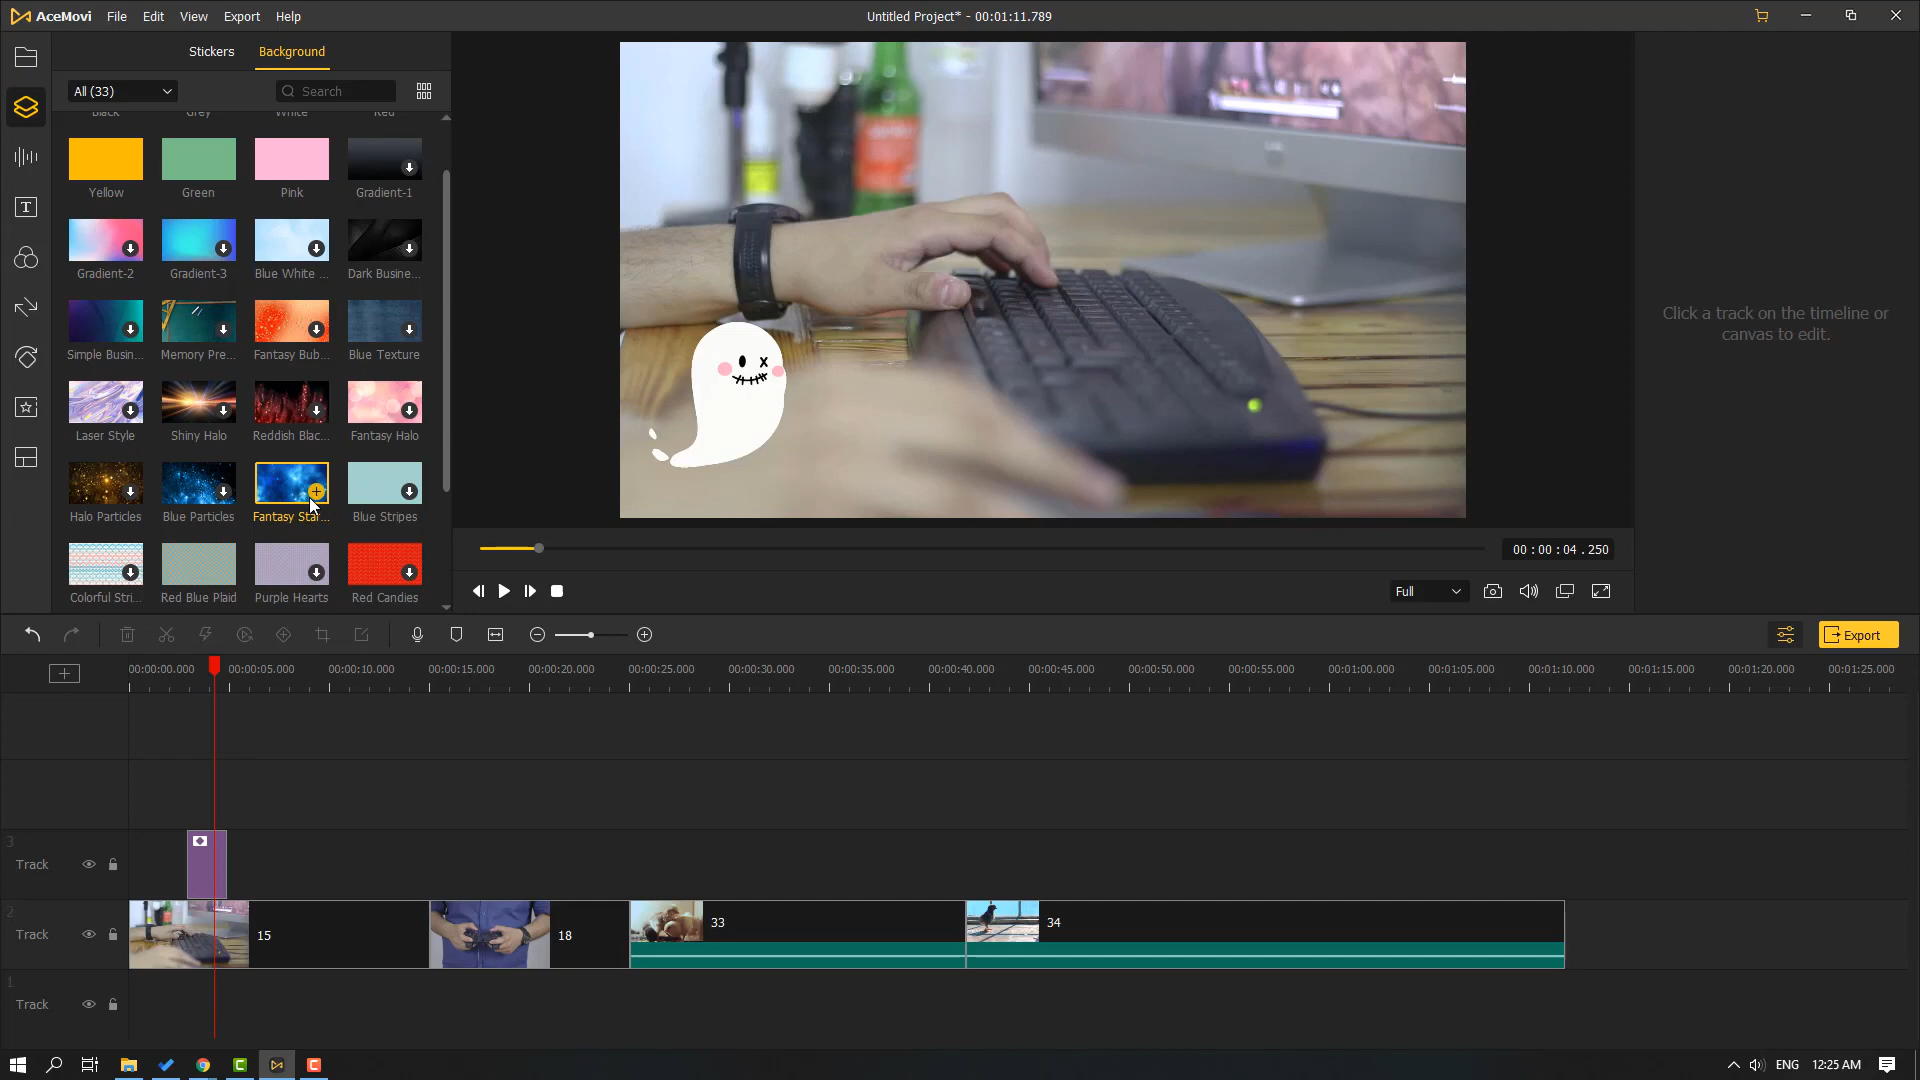 AceMovi File Edit View Export Help
Untitled Project* - 00:01:11.789
Stickers Background
All (33) Search
Black Grey White Red
Yellow Green Pink Gradient-1
Gradient-2 Gradient-3 Blue White ... Dark Busine...
Simple Busin... Memory Pre... Fantasy Bub... Blue Texture
Laser Style Shiny Halo Reddish Blac... Fantasy Halo
Halo Particles Blue Particles Fantasy Star... Blue Stripes
Colorful Stri... Red Blue Plaid Purple Hearts Red Candies
Click a track on the timeline or
canvas to edit.
00 : 00 : 04 . 250
Full
Export
00:00:00.000 00:00:05.000 00:00:10.000 00:00:15.000 00:00:20.000 00:00:25.000 00:00:30.000 00:00:35.000 00:00:40.000 00:00:45.000 00:00:50.000 00:00:55.000 00:01:00.000 00:01:05.000 00:01:10.000 00:01:15.000 00:01:20.000 00:01:25.000
3
Track
2
Track
15 18 33 34
1
Track
ENG 12:25 AM